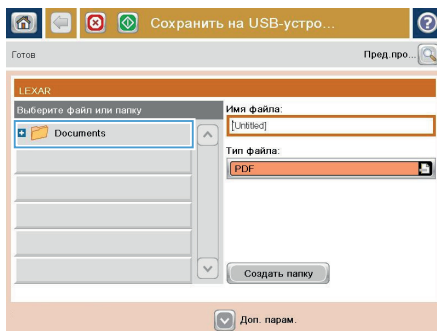 Сохранить на USB-устро...
Готов
Пред.про...
LEXAR
Выберите файл или папку
Имя файла:
Documents
[Untitled]
Тип файла:
PDF
Создать папку
Доп. парам.